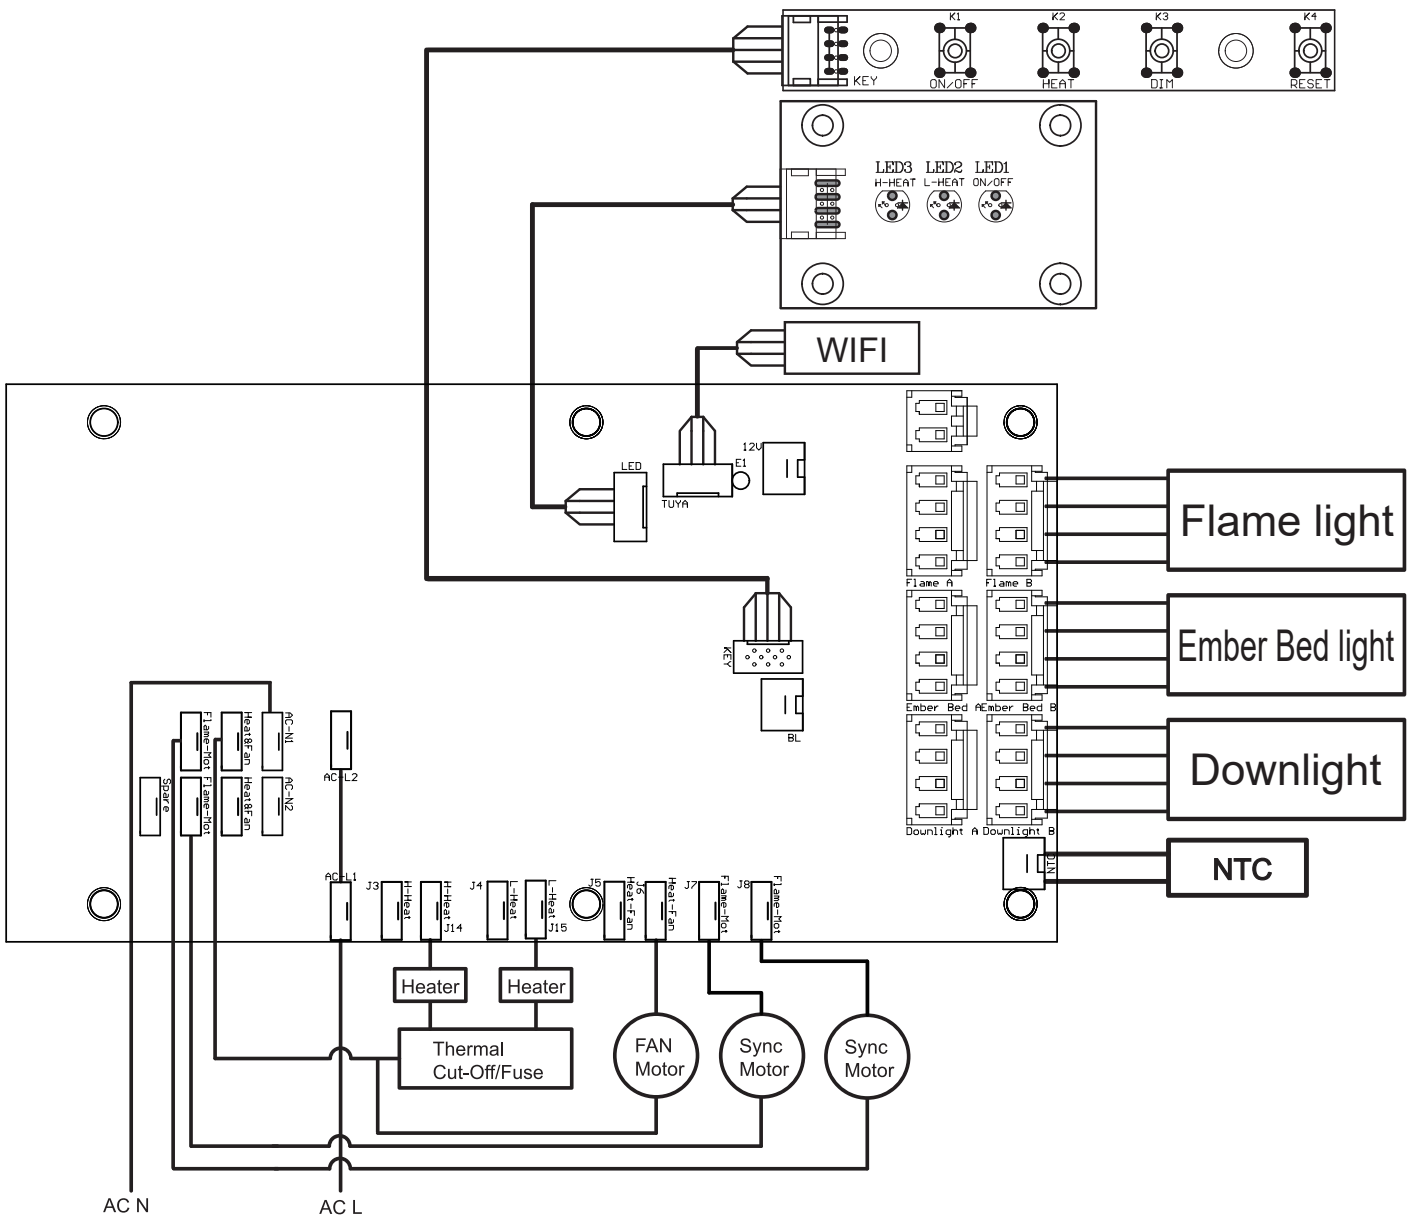 K1
K2
K3
K4
KEY
ON/OFF
HEAT
DIM
RESET
LED3
LED2
LED1
H-HEAT
L-HEAT
ON/OFF
WIFI
12V
LED
E1
TUYA
Flame light
Flame A
Flame B
Ember Bed light
KEY
Ember Bed A
Ember Bed B
BL
Flame-Mot
Heat&Fan
AC-N1
AC-L2
Spare
Flame-Mot
Heat&Fan
AC-N2
Downlight
Downlight A
Downlight B
NTC
NTC
AC-L1
J3
H-Heat
H-Heat
J14
J4
L-Heat
L-Heat
J15
J5
Heat-Fan
J6
Heat-Fan
J7
Flame-Mot
J8
Flame-Mot
Heater
Heater
Thermal
Cut-Off/Fuse
FAN
Motor
Sync
Motor
Sync
Motor
AC N
AC L